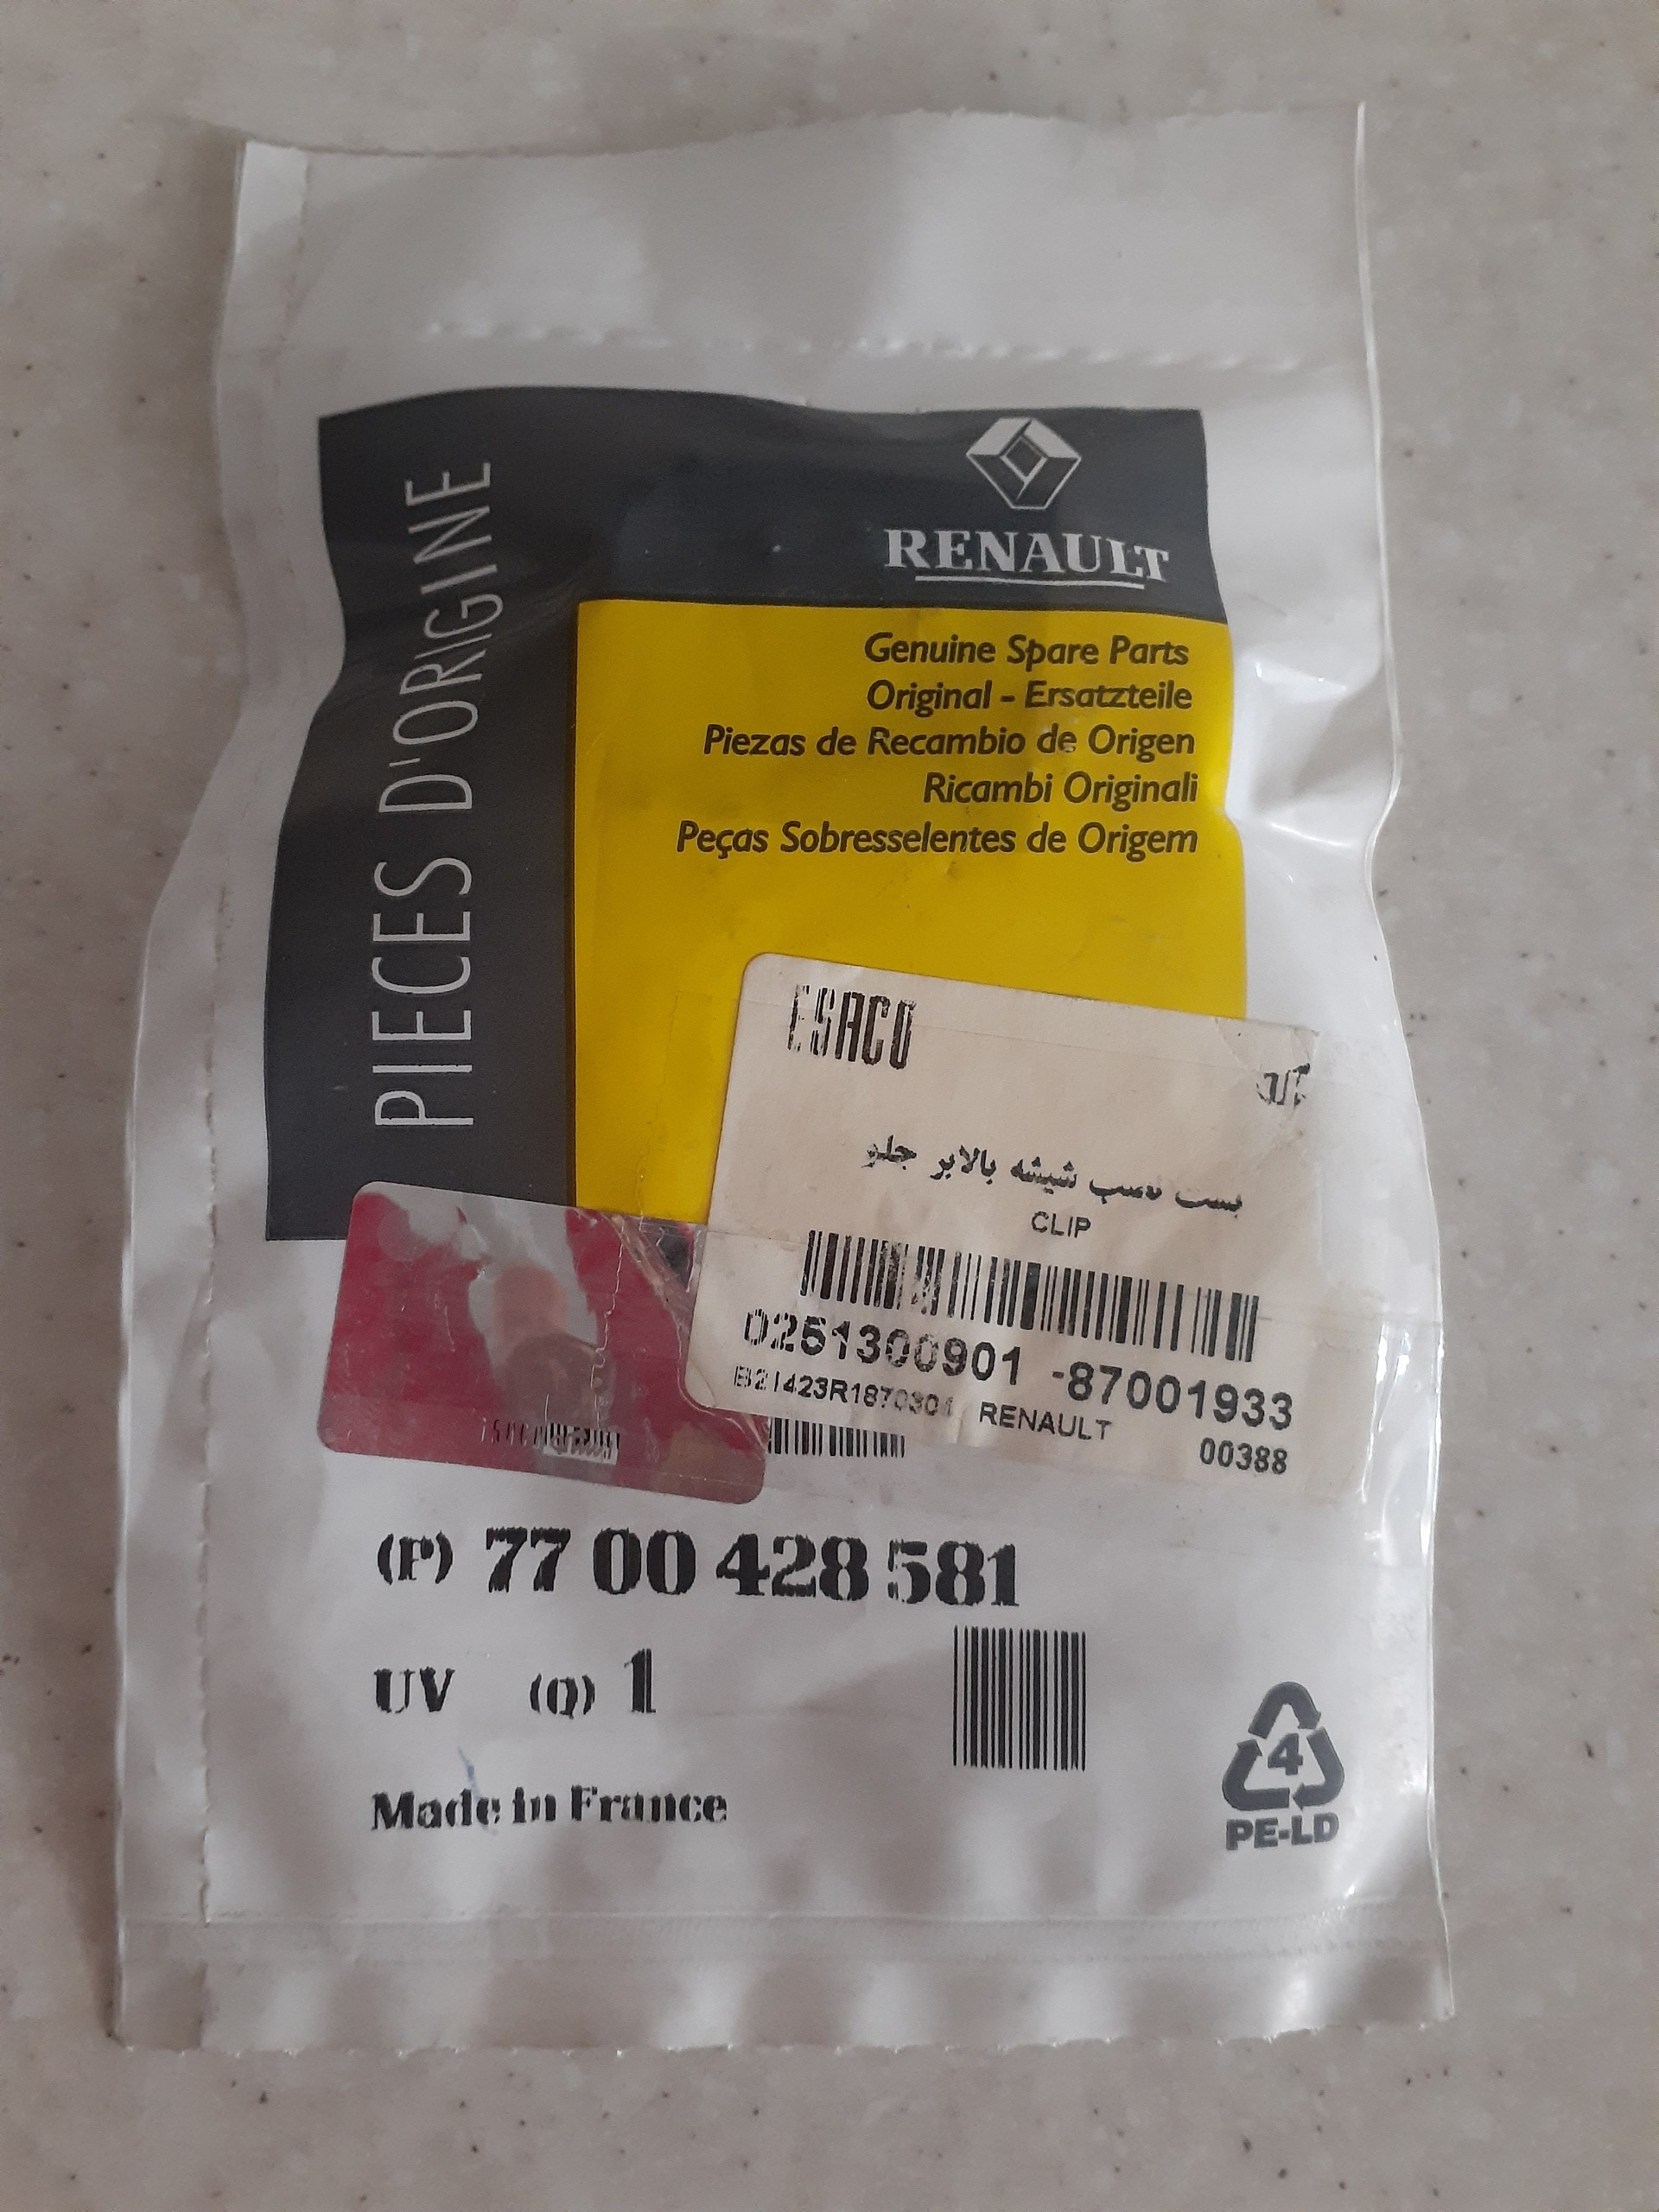 RENAULT
PIECES D'ORIGINE
Genuine Spare Parts
Original - Ersatzteile
Piezas de Recambio de Origen
Ricambi Originali
Peças Sobresselentes de Origem
ESACO
بست نصب شیشه بالابر جلو
CLIP
0251300901 -87001933
B21423R1870304 RENAULT
00388
(P) 77 00 428 581
UV (Q) 1
Made in France
4
PE-LD